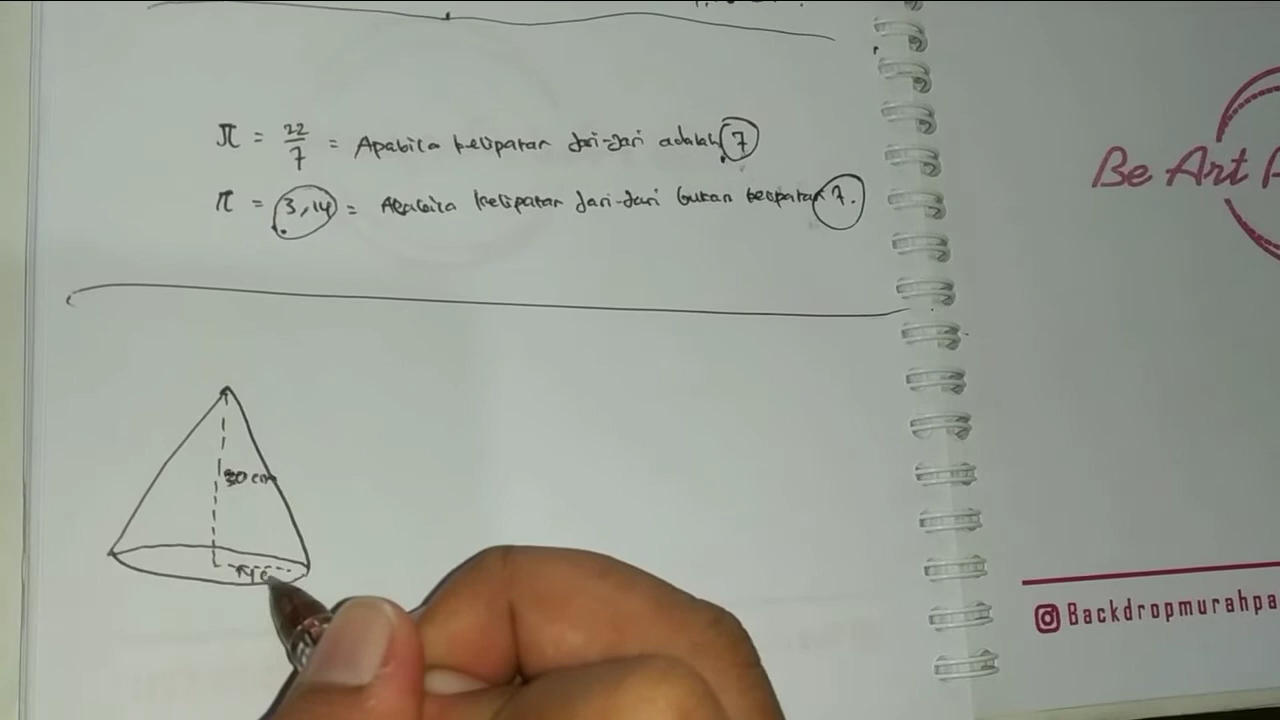 π = 22/7 = Apabila kelipatan jari-jari adalah 7
π = 3,14 = Apabila kelipatan jari-jari bukan kelipatan 7.
30 cm
Be Art
Backdropmurahpa